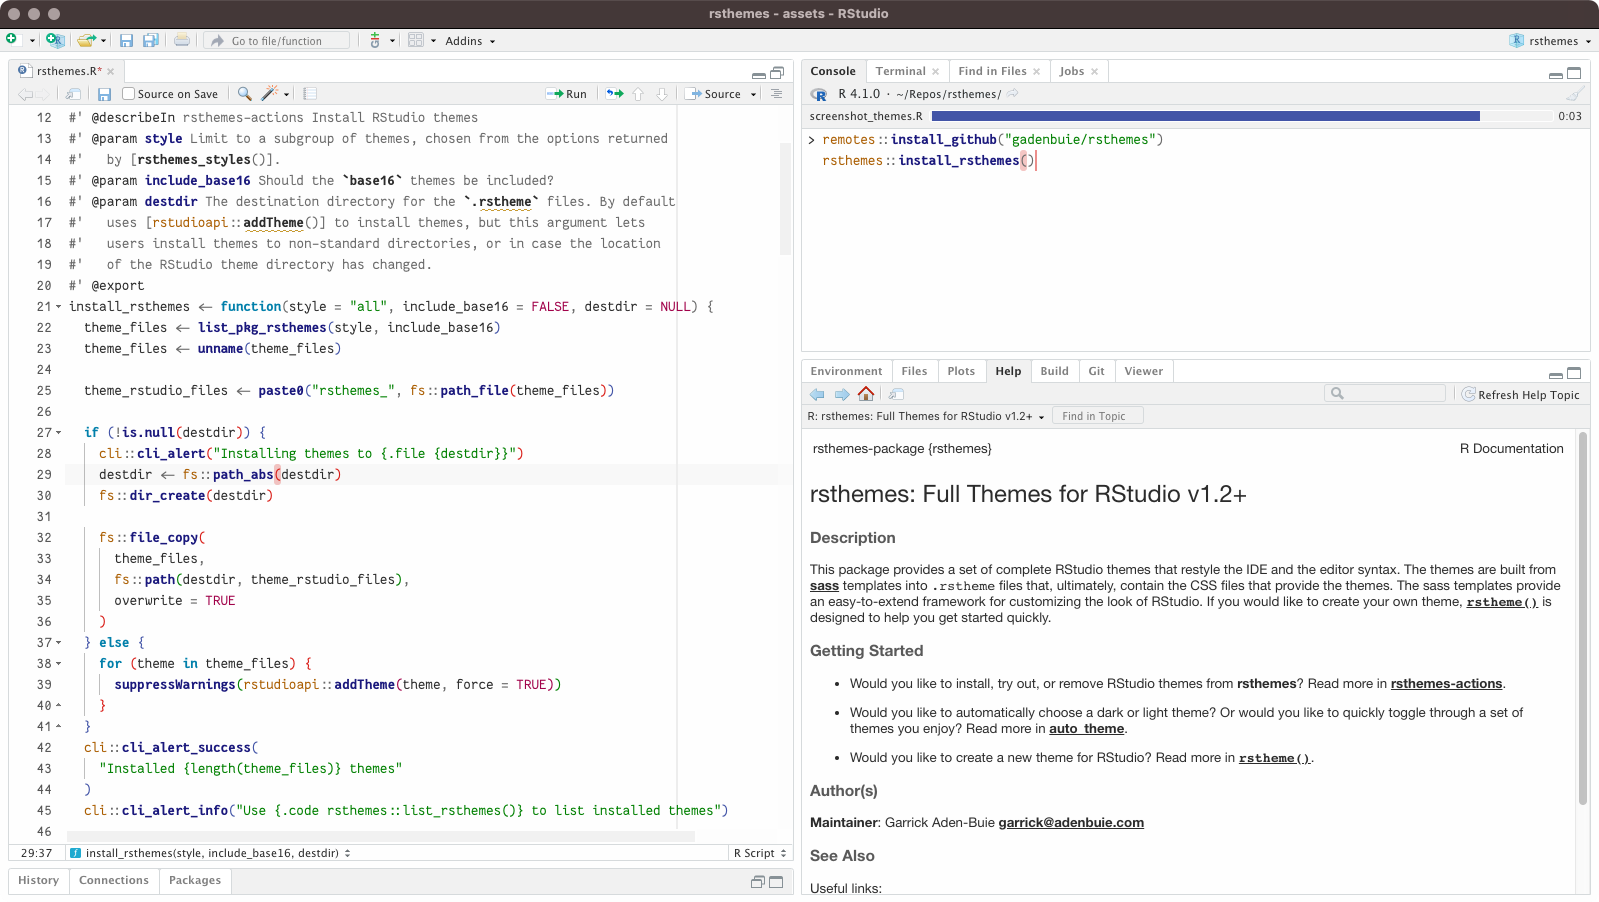 rsthemes - assets - RStudio
Go to file/function
Addins
rsthemes
rsthemes.R*
Source on Save
Run
Source
12 #' @describeIn rsthemes-actions Install RStudio themes
13 #' @param style Limit to a subgroup of themes, chosen from the options returned
14 #'   by [rsthemes_styles()].
15 #' @param include_base16 Should the `base16` themes be included?
16 #' @param destdir The destination directory for the `.rstheme` files. By default
17 #'   uses [rstudioapi::addTheme()] to install themes, but this argument lets
18 #'   users install themes to non-standard directories, or in case the location
19 #'   of the RStudio theme directory has changed.
20 #' @export
21 install_rsthemes <- function(style = "all", include_base16 = FALSE, destdir = NULL) {
22   theme_files <- list_pkg_rsthemes(style, include_base16)
23   theme_files <- unname(theme_files)
24
25   theme_rstudio_files <- paste0("rsthemes_", fs::path_file(theme_files))
26
27   if (!is.null(destdir)) {
28     cli::cli_alert("Installing themes to {.file {destdir}}")
29     destdir <- fs::path_abs(destdir)
30     fs::dir_create(destdir)
31
32     fs::file_copy(
33       theme_files,
34       fs::path(destdir, theme_rstudio_files),
35       overwrite = TRUE
36     )
37   } else {
38     for (theme in theme_files) {
39       suppressWarnings(rstudioapi::addTheme(theme, force = TRUE))
40     }
41   }
42   cli::cli_alert_success(
43     "Installed {length(theme_files)} themes"
44   )
45   cli::cli_alert_info("Use {.code rsthemes::list_rsthemes()} to list installed themes")
46
29:37 install_rsthemes(style, include_base16, destdir) R Script
History Connections Packages
Console Terminal Find in Files Jobs
R 4.1.0 · ~/Repos/rsthemes/
screenshot_themes.R 0:03
> remotes::install_github("gadenbuie/rsthemes")
rsthemes::install_rsthemes()
Environment Files Plots Help Build Git Viewer
Refresh Help Topic
R: rsthemes: Full Themes for RStudio v1.2+ Find in Topic
rsthemes-package {rsthemes} R Documentation
rsthemes: Full Themes for RStudio v1.2+
Description
This package provides a set of complete RStudio themes that restyle the IDE and the editor syntax. The themes are built from
sass templates into .rstheme files that, ultimately, contain the CSS files that provide the themes. The sass templates provide
an easy-to-extend framework for customizing the look of RStudio. If you would like to create your own theme, rstheme() is
designed to help you get started quickly.
Getting Started
• Would you like to install, try out, or remove RStudio themes from rsthemes? Read more in rsthemes-actions.
• Would you like to automatically choose a dark or light theme? Or would you like to quickly toggle through a set of
themes you enjoy? Read more in auto_theme.
• Would you like to create a new theme for RStudio? Read more in rstheme().
Author(s)
Maintainer: Garrick Aden-Buie garrick@adenbuie.com
See Also
Useful links: